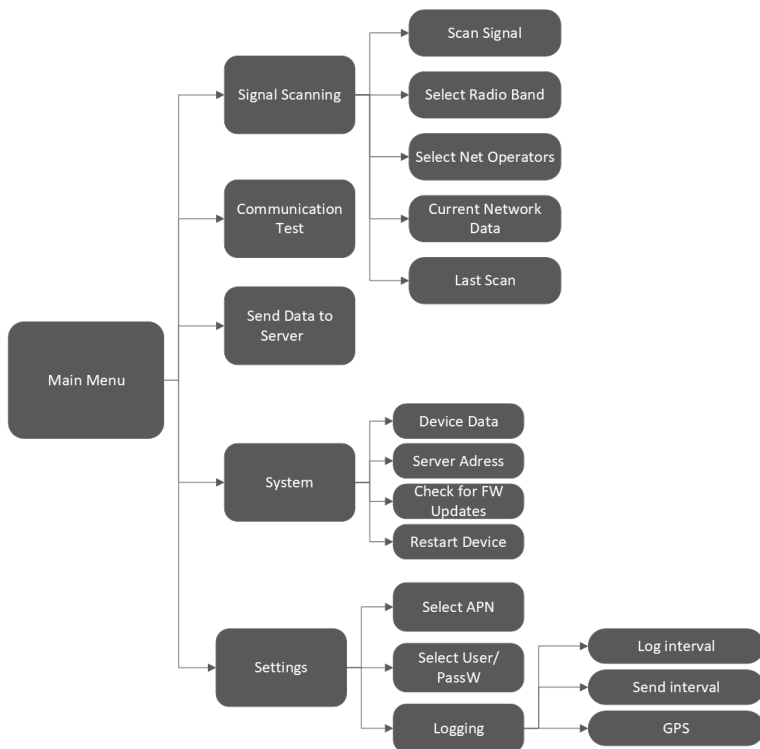 Main Menu
Signal Scanning
Scan Signal
Select Radio Band
Select Net Operators
Current Network
Data
Last Scan
Communication
Test
Send Data to
Server
System
Device Data
Server Adress
Check for FW
Updates
Restart Device
Settings
Select APN
Select User/
PassW
Logging
Log interval
Send interval
GPS